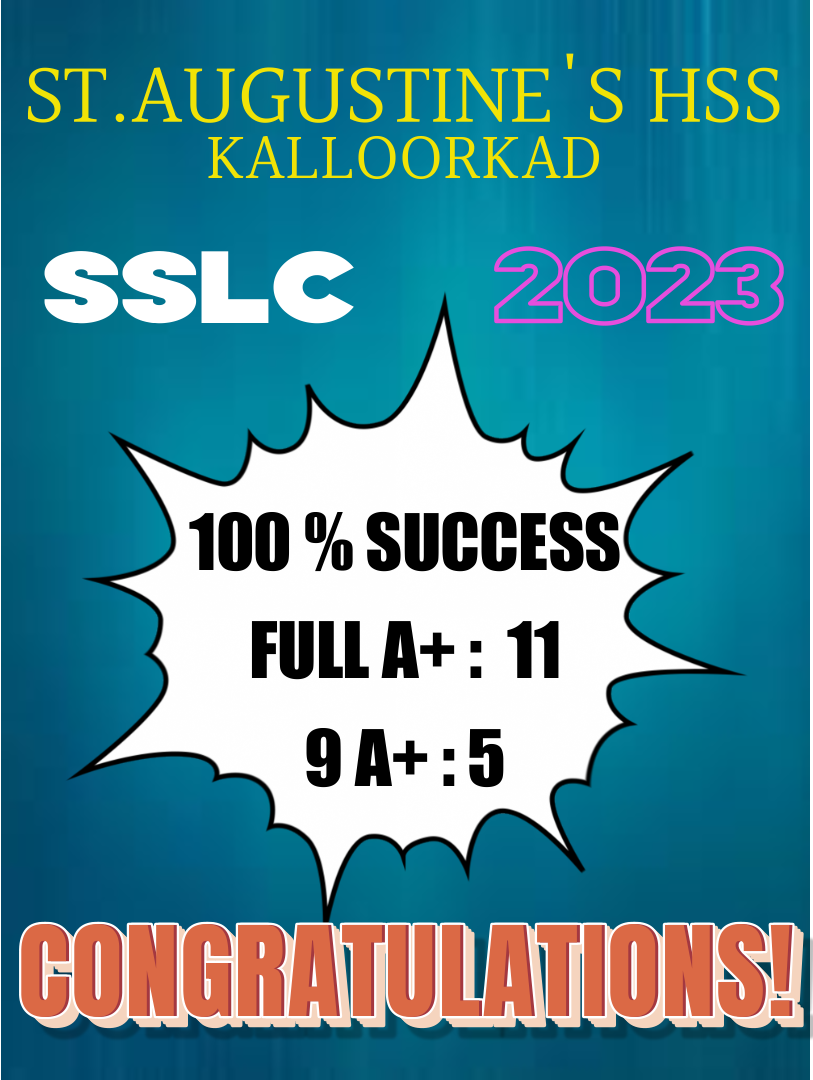 ST.AUGUSTINE'S HSS
KALLOORKAD
SSLC 2023
100 % SUCCESS
FULL A+ : 11
9 A+ : 5
CONGRATULATIONS!